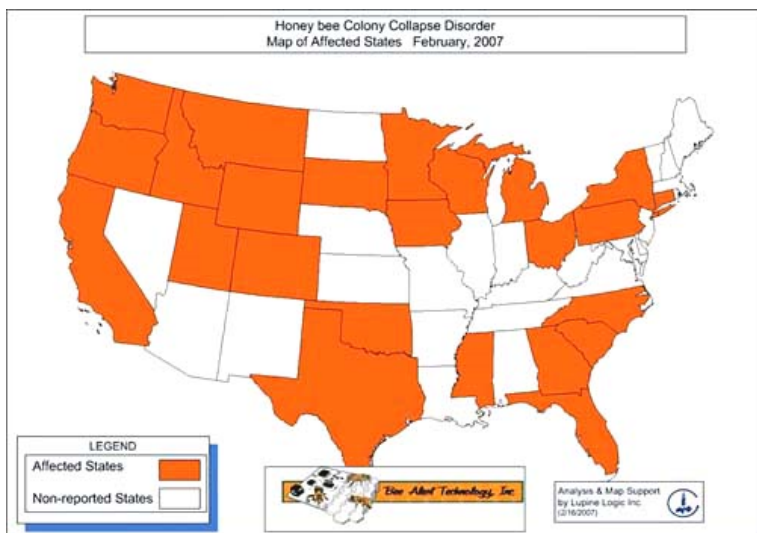 Honey bee Colony Collapse Disorder
Map of Affected States February, 2007
LEGEND
Affected States
Non-reported States
Bee Alert Technology, Inc.
Analysis & Map Support
by Lupine Logic Inc
(2/16/2007)